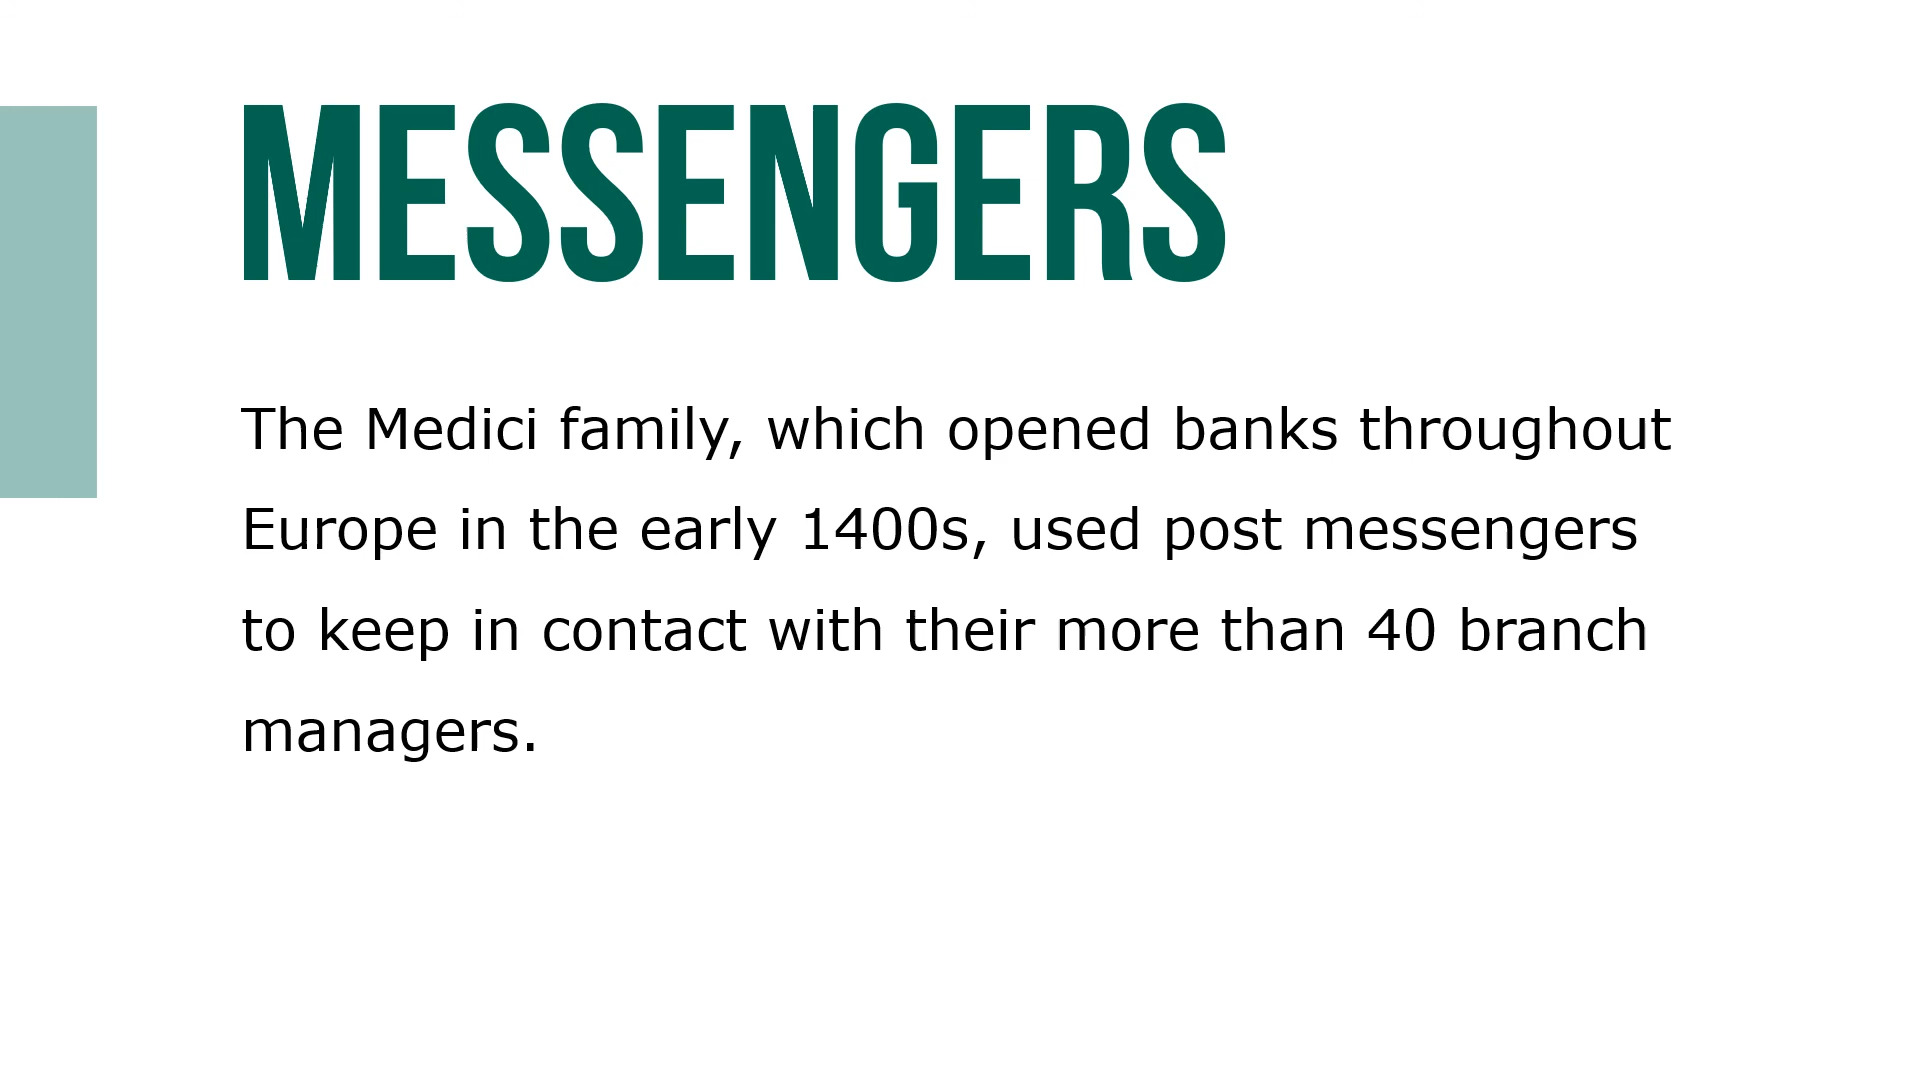 MESSENGERS
The Medici family, which opened banks throughout
Europe in the early 1400s, used post messengers
to keep in contact with their more than 40 branch
managers.